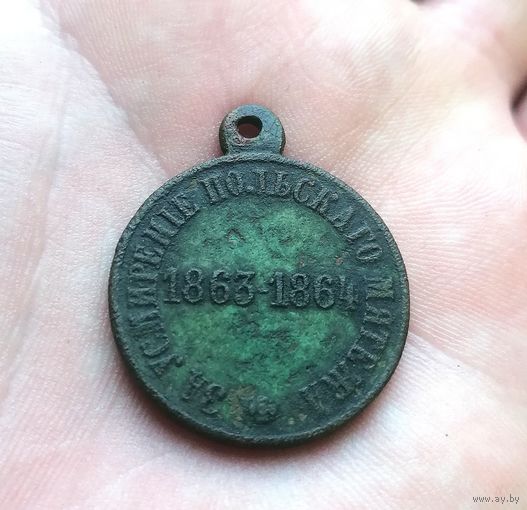 ЗА УСМИРЕНІЕ ПОЛЬСКАГО МЯТЕЖА
1863-1864
www.ay.by